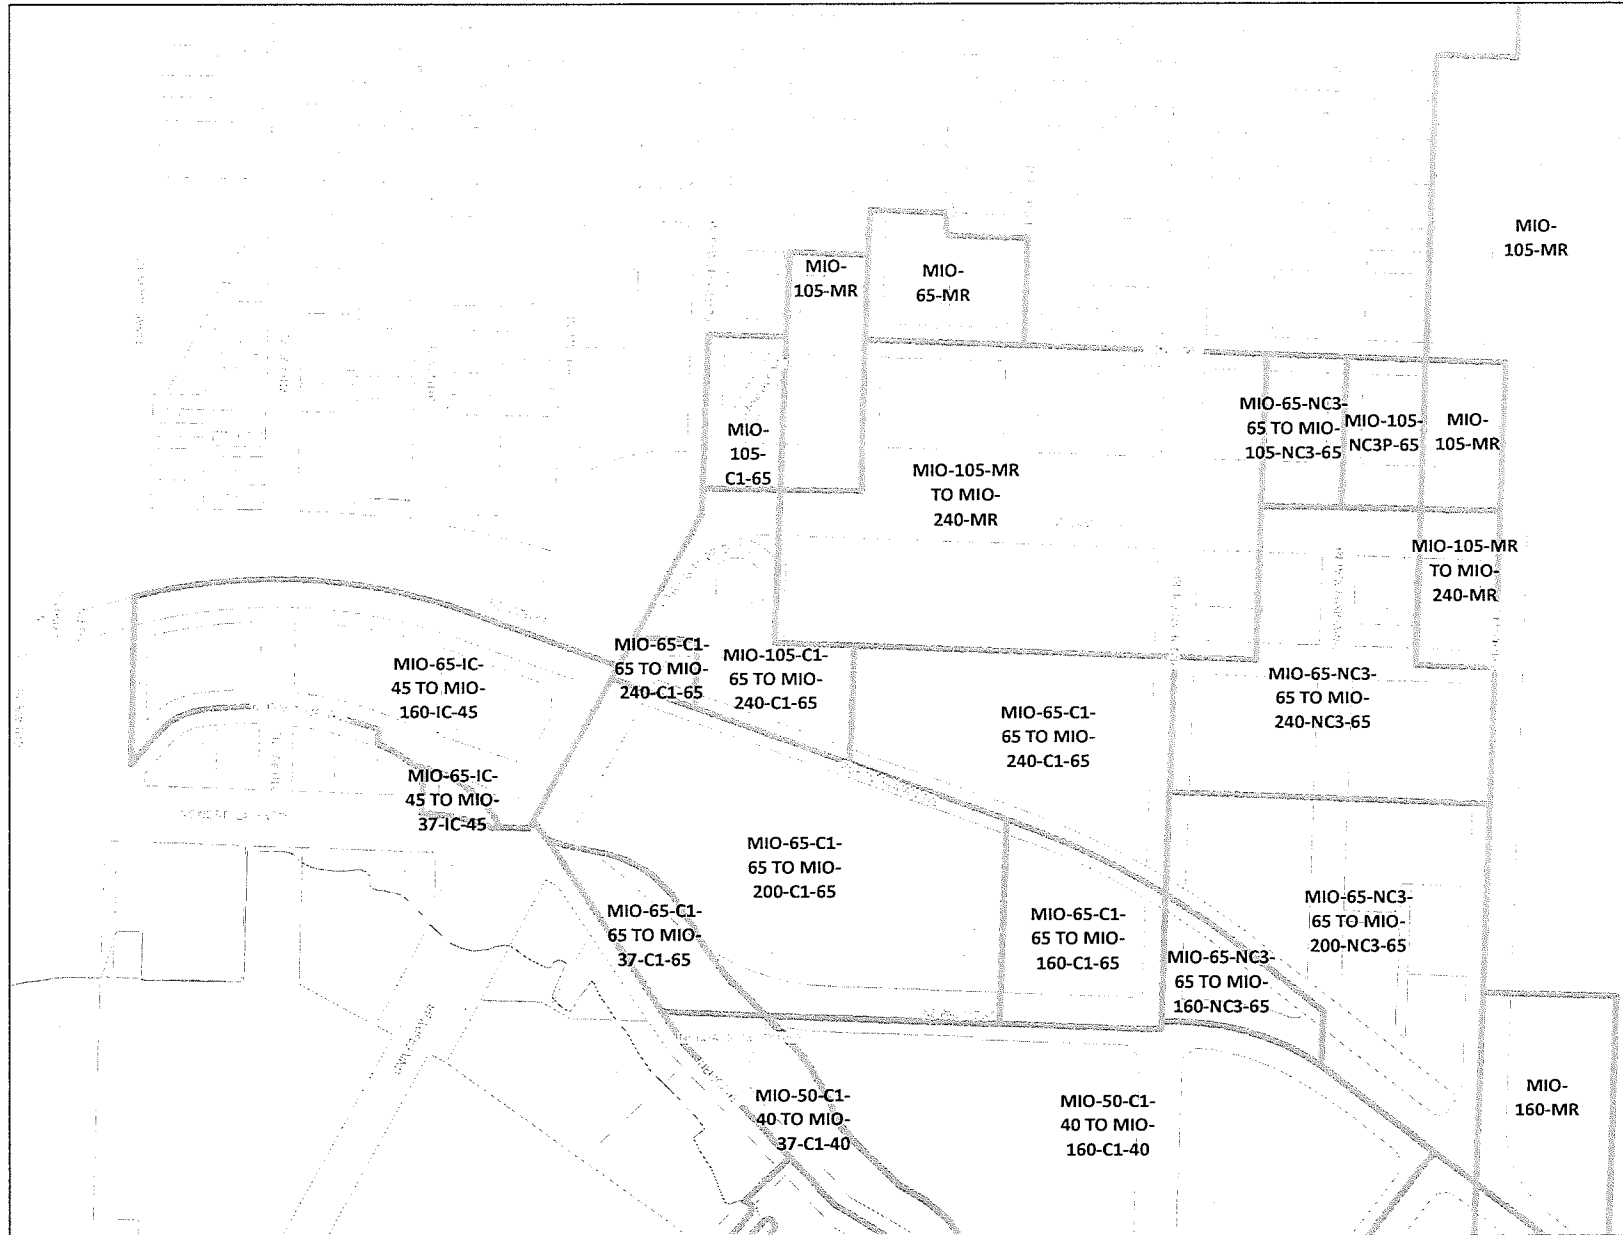 MIO-
105-MR
MIO-
105-MR
MIO-
65-MR
MIO-
105-
C1-65
MIO-105-MR
TO MIO-
240-MR
MIO-65-NC3-
65 TO MIO-
105-NC3-65
MIO-105-
NC3P-65
MIO-
105-MR
MIO-105-MR
TO MIO-
240-MR
MIO-65-IC-
45 TO MIO-
160-IC-45
MIO-65-C1-
65 TO MIO-
240-C1-65
MIO-105-C1-
65 TO MIO-
240-C1-65
MIO-65-C1-
65 TO MIO-
240-C1-65
MIO-65-NC3-
65 TO MIO-
240-NC3-65
MIO-65-IC-
45 TO MIO-
37-IC-45
MIO-65-C1-
65 TO MIO-
200-C1-65
MIO-65-C1-
65 TO MIO-
37-C1-65
MIO-65-C1-
65 TO MIO-
160-C1-65
MIO-65-NC3-
65 TO MIO-
160-NC3-65
MIO-65-NC3-
65 TO MIO-
200-NC3-65
MIO-50-C1-
40 TO MIO-
37-C1-40
MIO-50-C1-
40 TO MIO-
160-C1-40
MIO-
160-MR